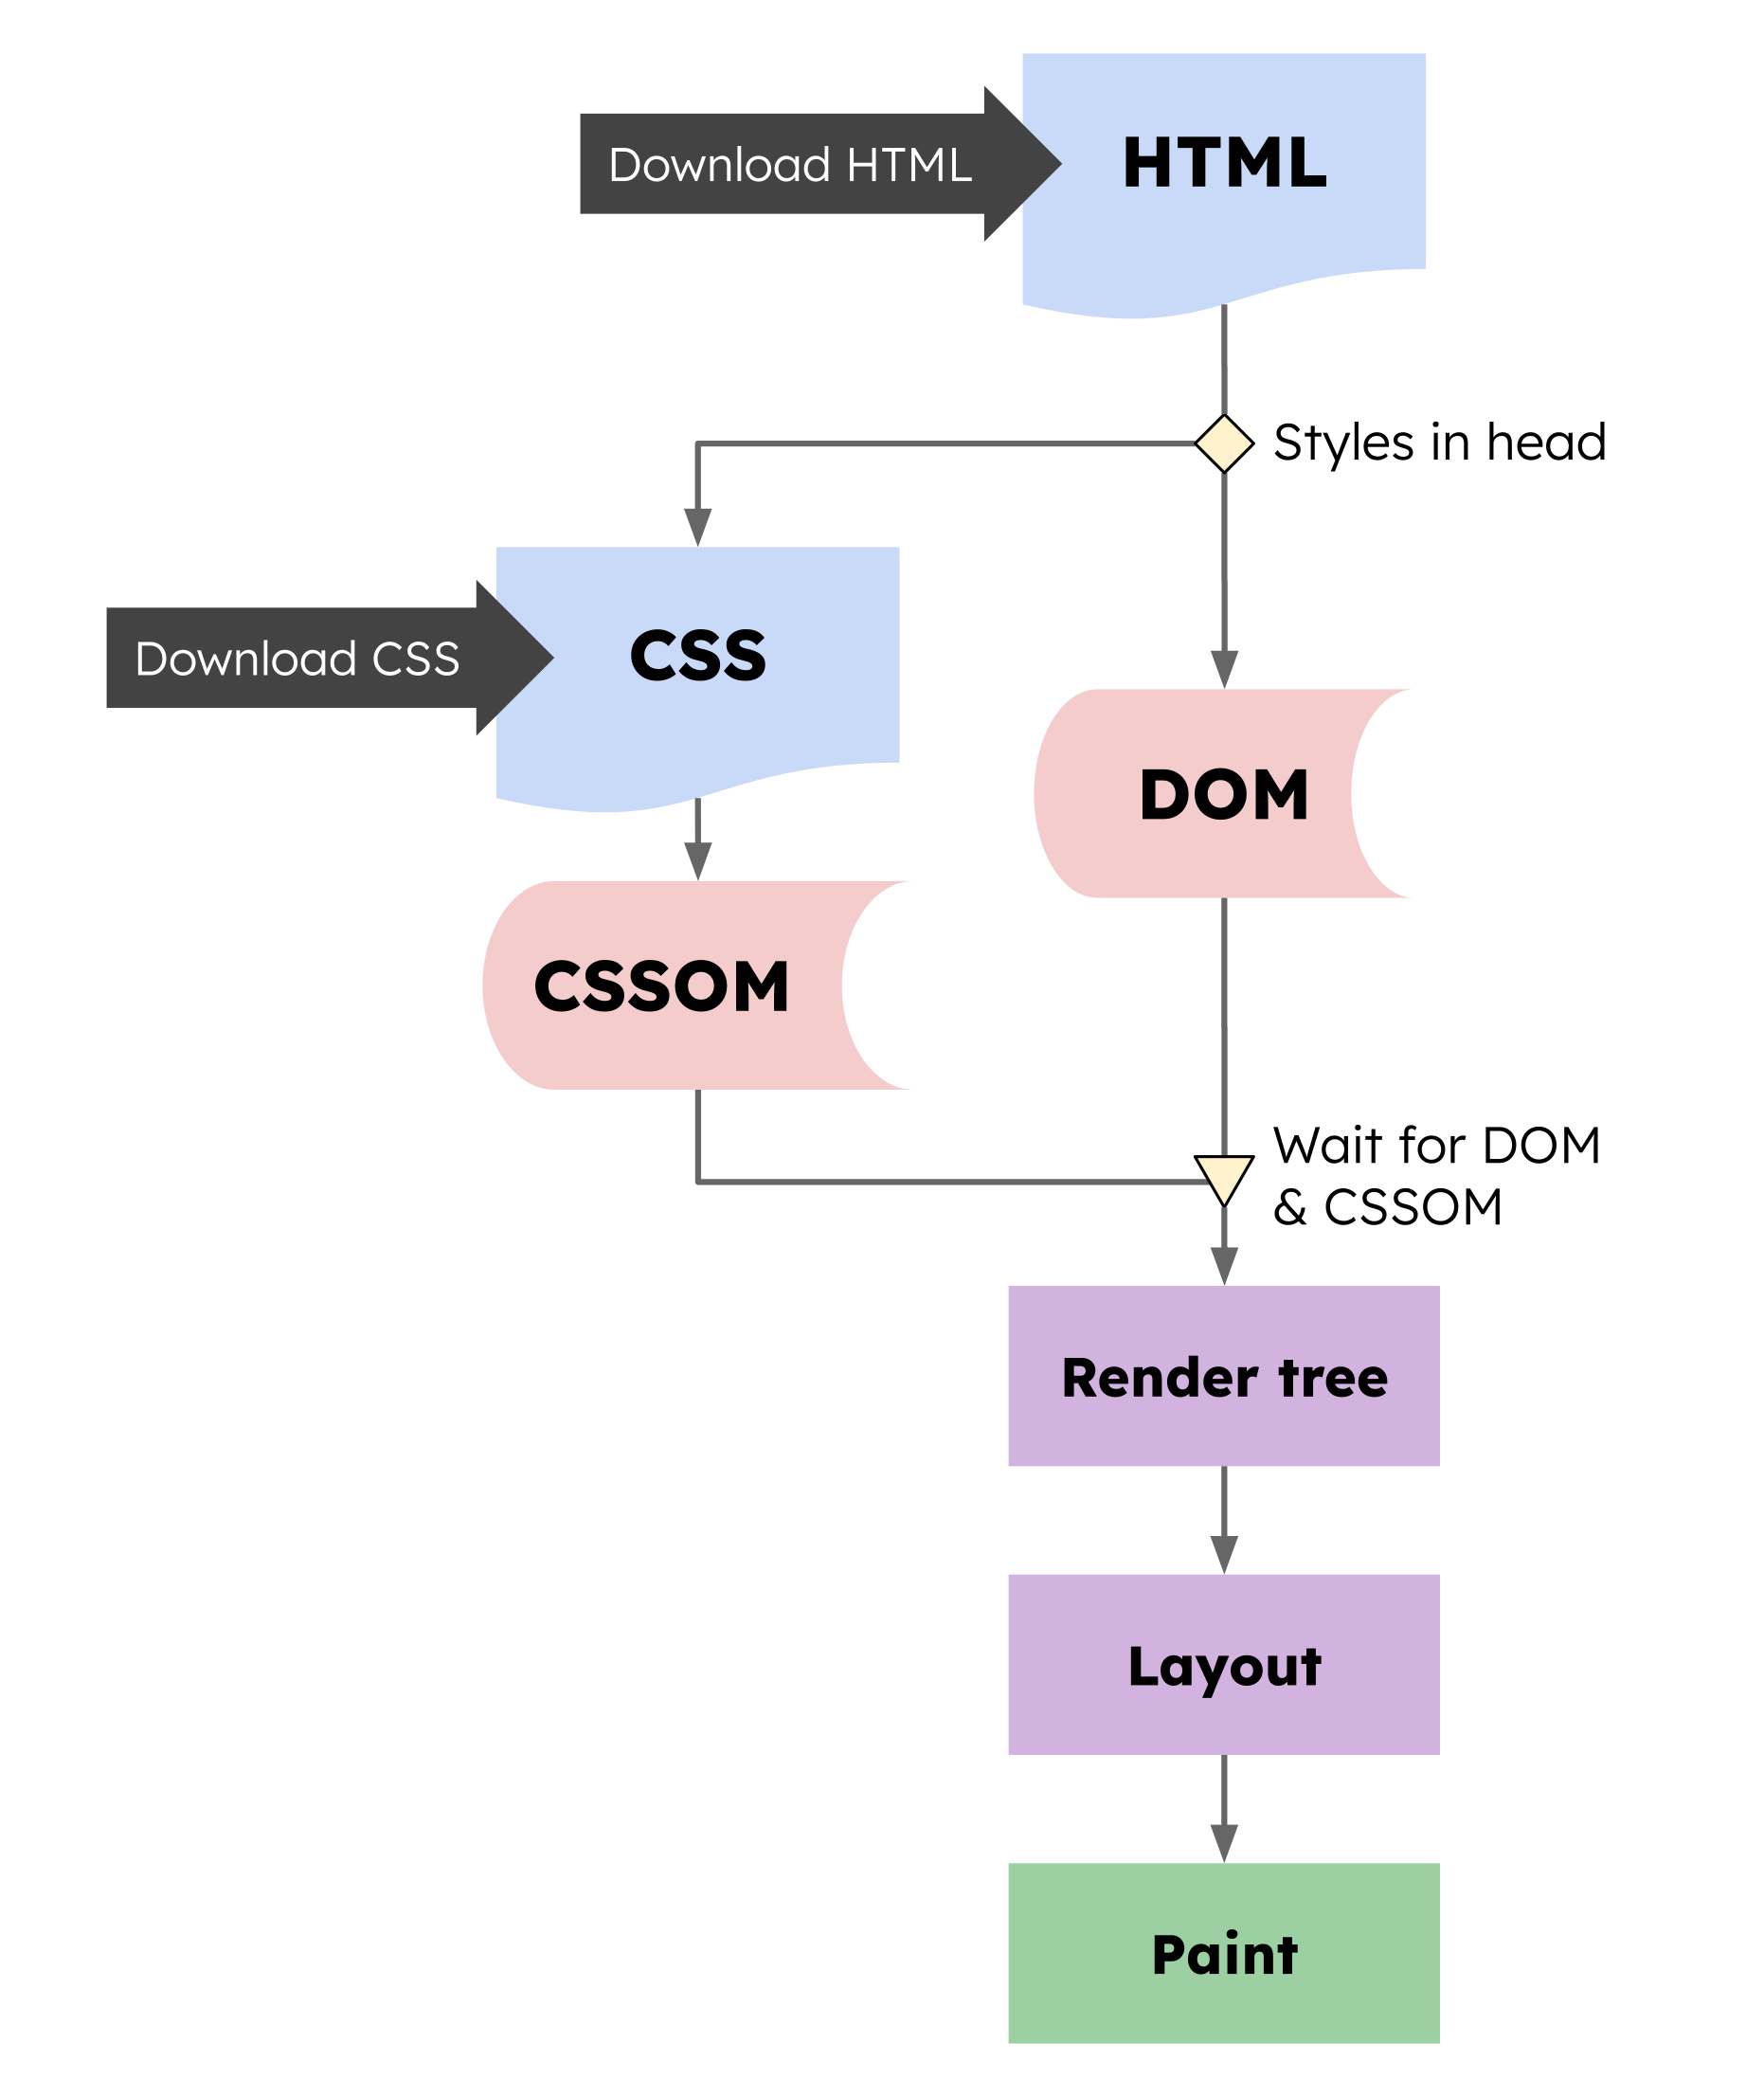 Download HTML
HTML
Styles in head
Download CSS
CSS
DOM
CSSOM
Wait for DOM
& CSSOM
Render tree
Layout
Paint